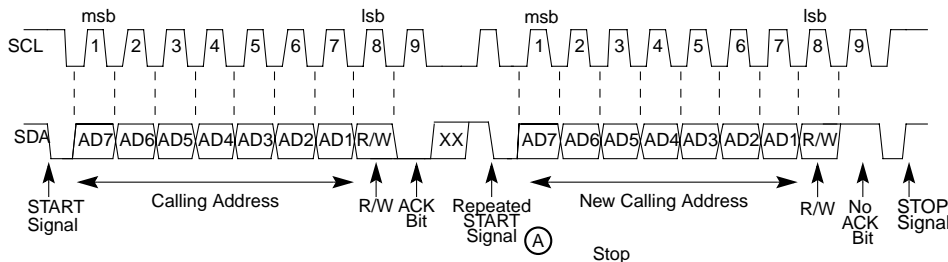 msb lsb msb lsb
SCL 1 2 3 4 5 6 7 8 9 1 2 3 4 5 6 7 8 9
SDA AD7 AD6 AD5 AD4 AD3 AD2 AD1 R/W XX AD7 AD6 AD5 AD4 AD3 AD2 AD1 R/W
START
Signal
Calling Address
R/W
ACK
Bit
Repeated
START
Signal
A
New Calling Address
R/W
No
ACK
Bit
STOP
Signal
Stop